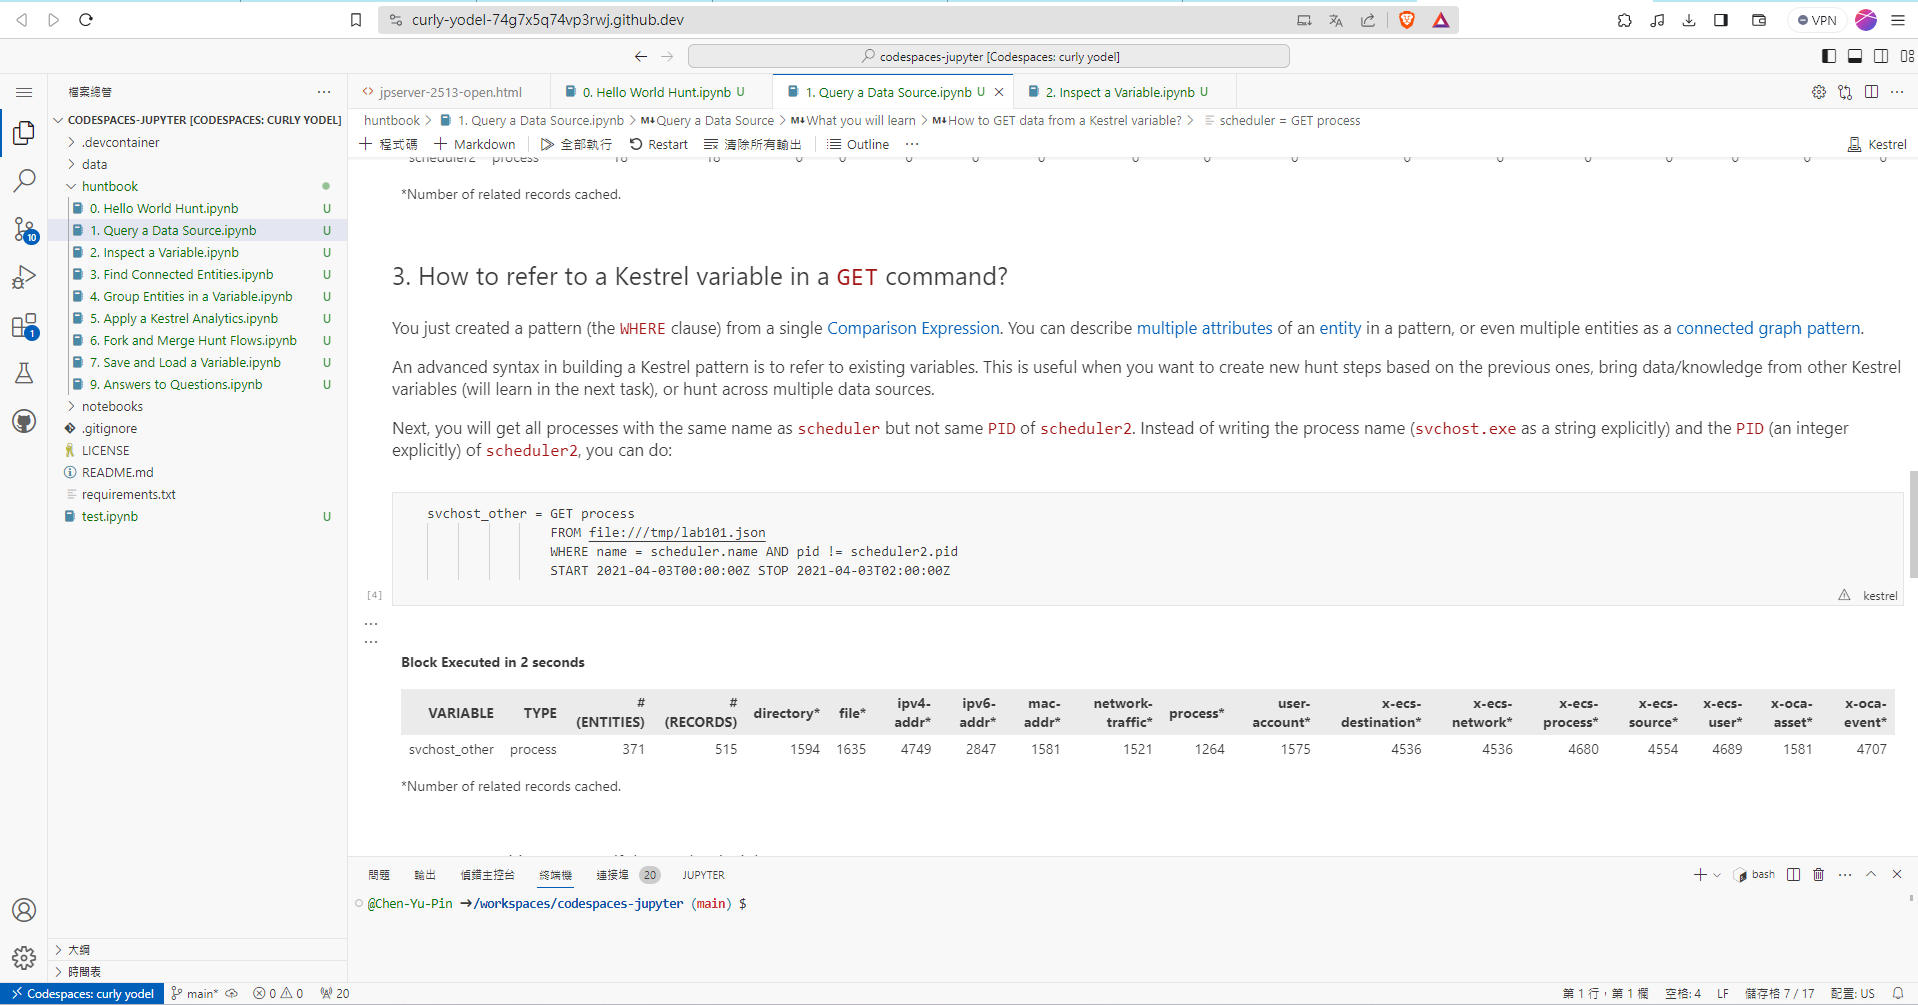 curly-yodel-74g7x5q74vp3rwj.github.dev
VPN
codespaces-jupyter [Codespaces: curly yodel]
檔案總管
CODESPACES-JUPYTER [CODESPACES: CURLY YODEL]
.devcontainer
data
huntbook
0. Hello World Hunt.ipynb U
1. Query a Data Source.ipynb U
2. Inspect a Variable.ipynb U
3. Find Connected Entities.ipynb U
4. Group Entities in a Variable.ipynb U
5. Apply a Kestrel Analytics.ipynb U
6. Fork and Merge Hunt Flows.ipynb U
7. Save and Load a Variable.ipynb U
9. Answers to Questions.ipynb U
notebooks
.gitignore
LICENSE
README.md
requirements.txt
test.ipynb U
10
1
大綱
時間表
jpserver-2513-open.html
0. Hello World Hunt.ipynb U
1. Query a Data Source.ipynb U
2. Inspect a Variable.ipynb U
huntbook > 1. Query a Data Source.ipynb > M↓Query a Data Source > M↓What you will learn > M↓How to GET data from a Kestrel variable? > scheduler = GET process
程式碼 Markdown 全部執行 Restart 清除所有輸出 Outline ··· Kestrel
scheduler2 process 18 18 0 0 0 0 0 0 0 0 0 0 0 0 0 0 0
*Number of related records cached.
3. How to refer to a Kestrel variable in a GET command?
You just created a pattern (the WHERE clause) from a single Comparison Expression. You can describe multiple attributes of an entity in a pattern, or even multiple entities as a connected graph pattern.
An advanced syntax in building a Kestrel pattern is to refer to existing variables. This is useful when you want to create new hunt steps based on the previous ones, bring data/knowledge from other Kestrel
variables (will learn in the next task), or hunt across multiple data sources.
Next, you will get all processes with the same name as scheduler but not same PID of scheduler2. Instead of writing the process name (svchost.exe as a string explicitly) and the PID (an integer
explicitly) of scheduler2, you can do:
svchost_other = GET process
FROM file:///tmp/lab101.json
WHERE name = scheduler.name AND pid != scheduler2.pid
START 2021-04-03T00:00:00Z STOP 2021-04-03T02:00:00Z
[4]
kestrel
···
···
Block Executed in 2 seconds
VARIABLE TYPE # (ENTITIES) # (RECORDS) directory* file* ipv4-addr* ipv6-addr* mac-addr* network-traffic* process* user-account* x-ecs-destination* x-ecs-network* x-ecs-process* x-ecs-source* x-ecs-user* x-oca-asset* x-oca-event*
svchost_other process 371 515 1594 1635 4749 2847 1581 1521 1264 1575 4536 4536 4680 4554 4689 1581 4707
*Number of related records cached.
問題 輸出 偵錯主控台 終端機 連接埠 20 JUPYTER
bash
@Chen-Yu-Pin ➜/workspaces/codespaces-jupyter (main) $
Codespaces: curly yodel main* 0 0 20
第 1 行，第 1 欄 空格: 4 LF 儲存格 7 / 17 配置: US